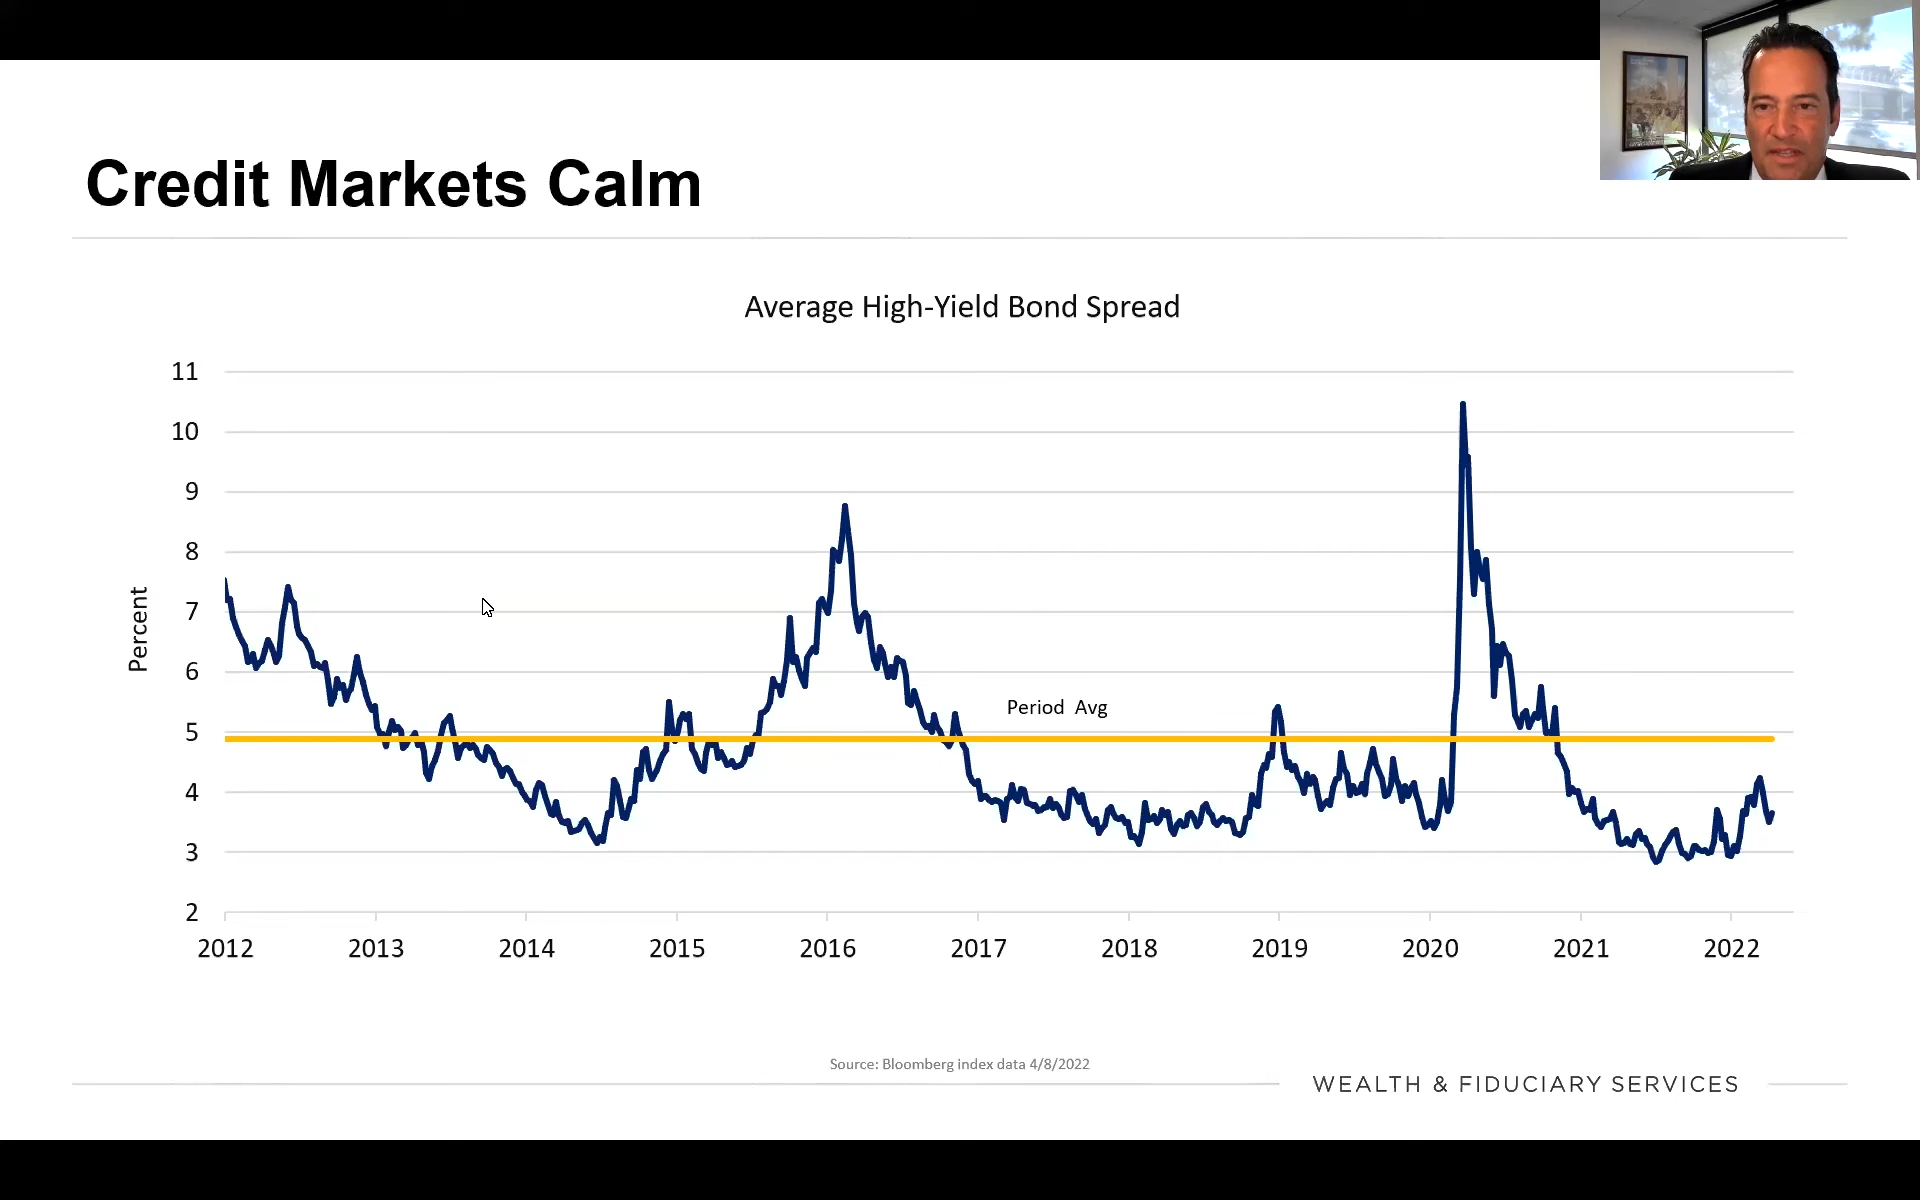 Credit Markets Calm
Average High-Yield Bond Spread
11
10
9
8
7
6
5
4
3
2
Percent
Period Avg
2012 2013 2014 2015 2016 2017 2018 2019 2020 2021 2022
Source: Bloomberg index data 4/8/2022
WEALTH & FIDUCIARY SERVICES